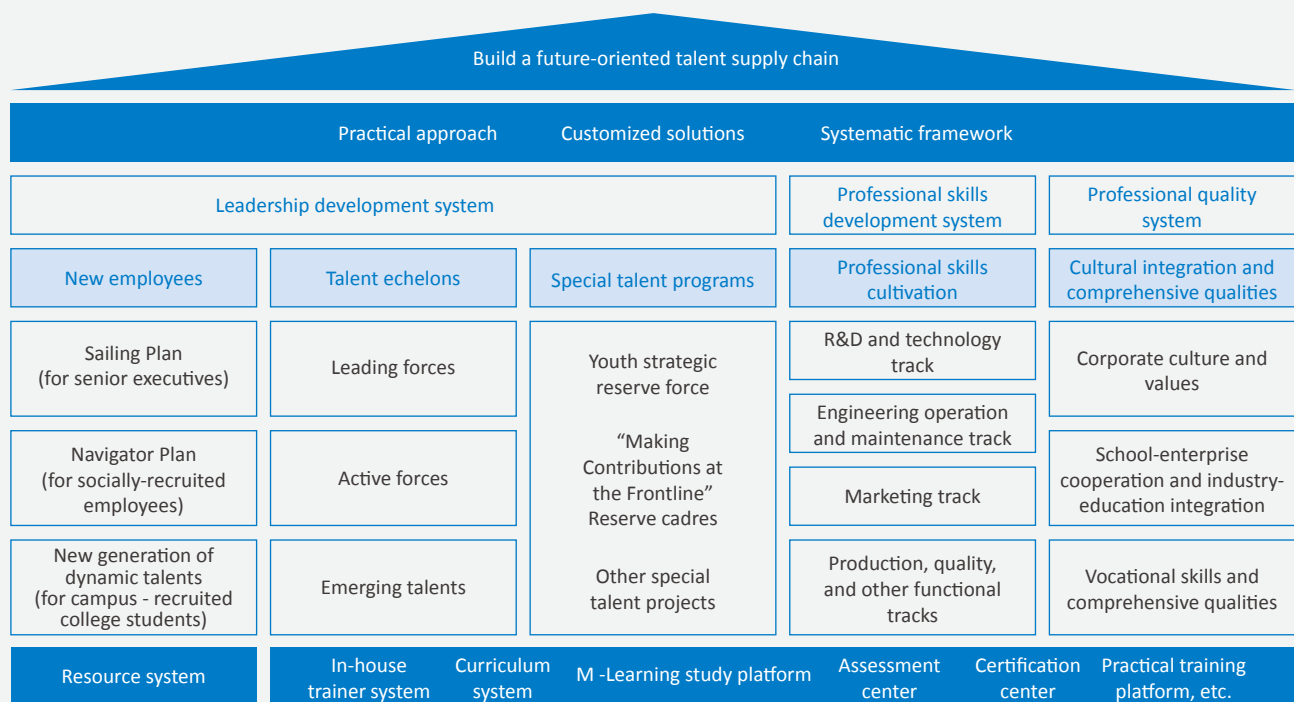 Build a future-oriented talent supply chain
Practical approach
Customized solutions
Systematic framework
Leadership development system
Professional skills
development system
Professional quality
system
New employees
Talent echelons
Special talent programs
Professional skills
cultivation
Cultural integration and
comprehensive qualities
Sailing Plan
(for senior executives)
Navigator Plan
(for socially-recruited
employees)
New generation of
dynamic talents
(for campus - recruited
college students)
Leading forces
Active forces
Emerging talents
Youth strategic
reserve force
“Making
Contributions at
the Frontline”
Reserve cadres
Other special
talent projects
R&D and technology
track
Engineering operation
and maintenance track
Marketing track
Production, quality,
and other functional
tracks
Corporate culture and
values
School-enterprise
cooperation and industry-
education integration
Vocational skills and
comprehensive qualities
Resource system
In-house
trainer system
Curriculum
system
M -Learning study platform
Assessment
center
Certification
center
Practical training
platform, etc.